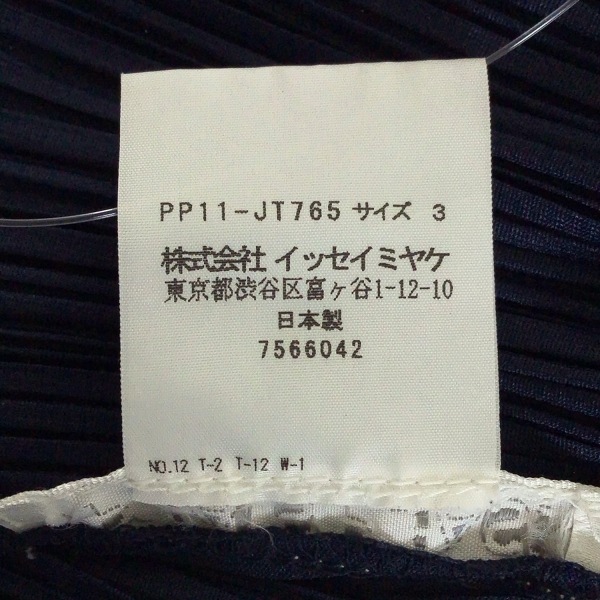 PP11-JT765 サイズ 3
株式会社 イッセイミヤケ
東京都渋谷区富ヶ谷1-12-10
日本製
7566042
NO.12 T-2 T-12 W-1